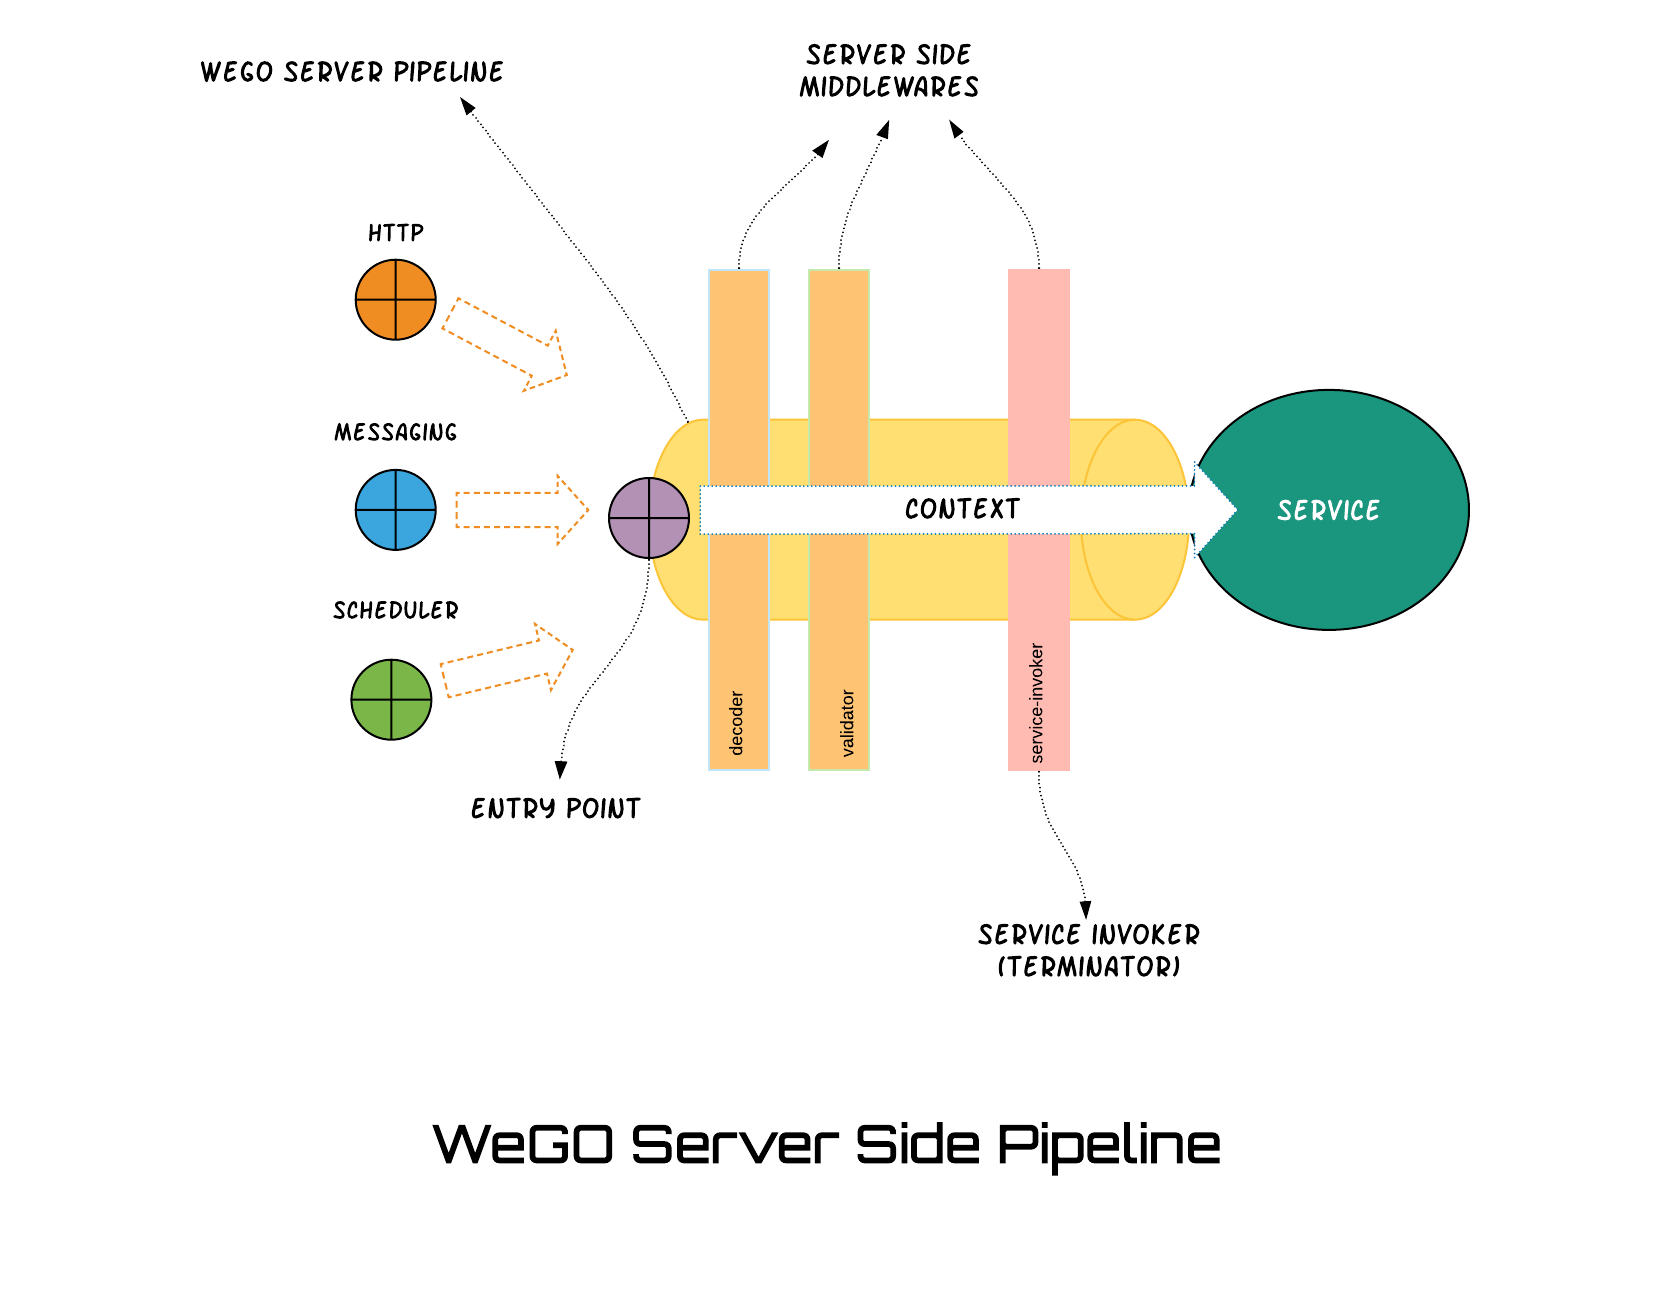 WEGO SERVER PIPELINE
SERVER SIDE
MIDDLEWARES
HTTP
MESSAGING
SCHEDULER
CONTEXT
SERVICE
decoder
validator
service-invoker
ENTRY POINT
SERVICE INVOKER
(TERMINATOR)
WeGO Server Side Pipeline